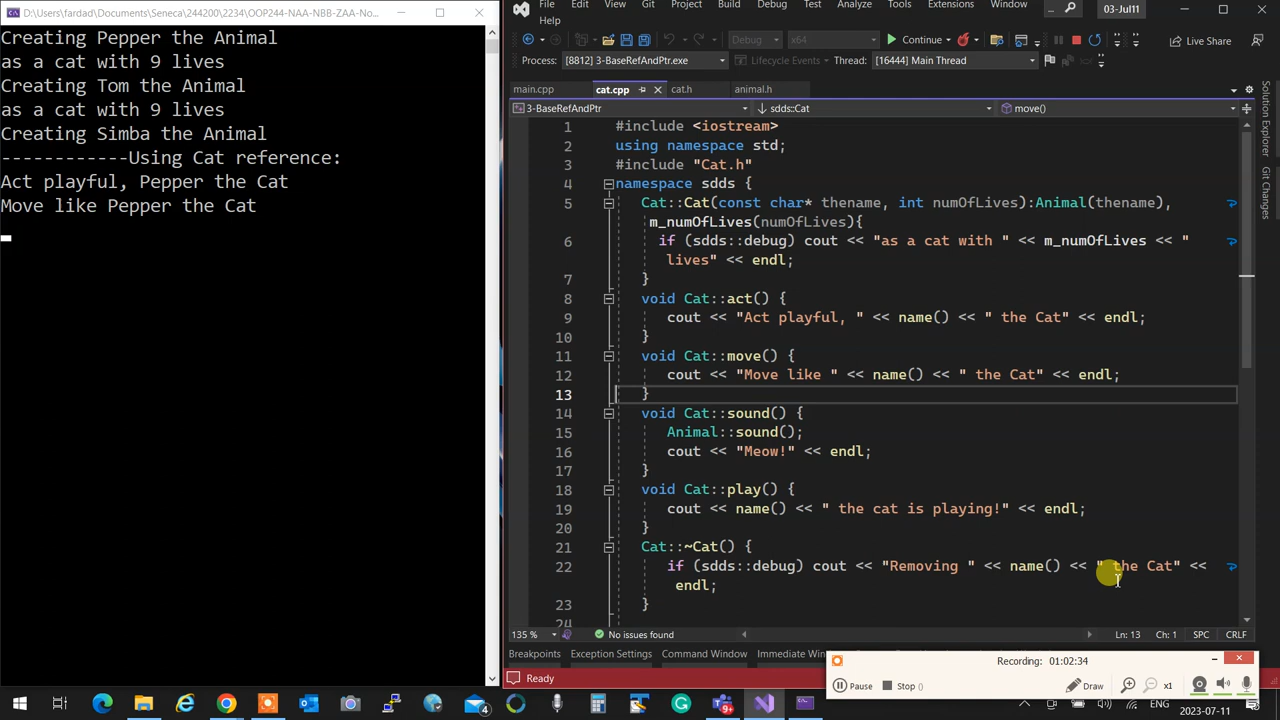 D:\Users\fardad\Documents\Seneca\244200\2234\OOP244-NAA-NBB-ZAA-No...
Creating Pepper the Animal
as a cat with 9 lives
Creating Tom the Animal
as a cat with 9 lives
Creating Simba the Animal
------------Using Cat reference:
Act playful, Pepper the Cat
Move like Pepper the Cat
File Edit View Git Project Build Debug Test Analyze Tools Extensions Window
Help
03-Jul11
Debug x64 Continue Live Share
Process: [8812] 3-BaseRefAndPtr.exe Lifecycle Events Thread: [16444] Main Thread
main.cpp cat.cpp cat.h animal.h
3-BaseRefAndPtr sdds::Cat move()
1 #include <iostream>
2 using namespace std;
3 #include "Cat.h"
4 namespace sdds {
5 Cat::Cat(const char* thename, int numOfLives):Animal(thename),
m_numOfLives(numOfLives){
6 if (sdds::debug) cout << "as a cat with " << m_numOfLives << "
lives" << endl;
7 }
8 void Cat::act() {
9 cout << "Act playful, " << name() << " the Cat" << endl;
10 }
11 void Cat::move() {
12 cout << "Move like " << name() << " the Cat" << endl;
13 }
14 void Cat::sound() {
15 Animal::sound();
16 cout << "Meow!" << endl;
17 }
18 void Cat::play() {
19 cout << name() << " the cat is playing!" << endl;
20 }
21 Cat::~Cat() {
22 if (sdds::debug) cout << "Removing " << name() << " the Cat" <<
endl;
23 }
24
Solution Explorer
Git Changes
135 % No issues found Ln: 13 Ch: 1 SPC CRLF
Breakpoints Exception Settings Command Window Immediate Win
Ready
Recording: 01:02:34
Pause Stop () Draw x1
ENG 2023-07-11